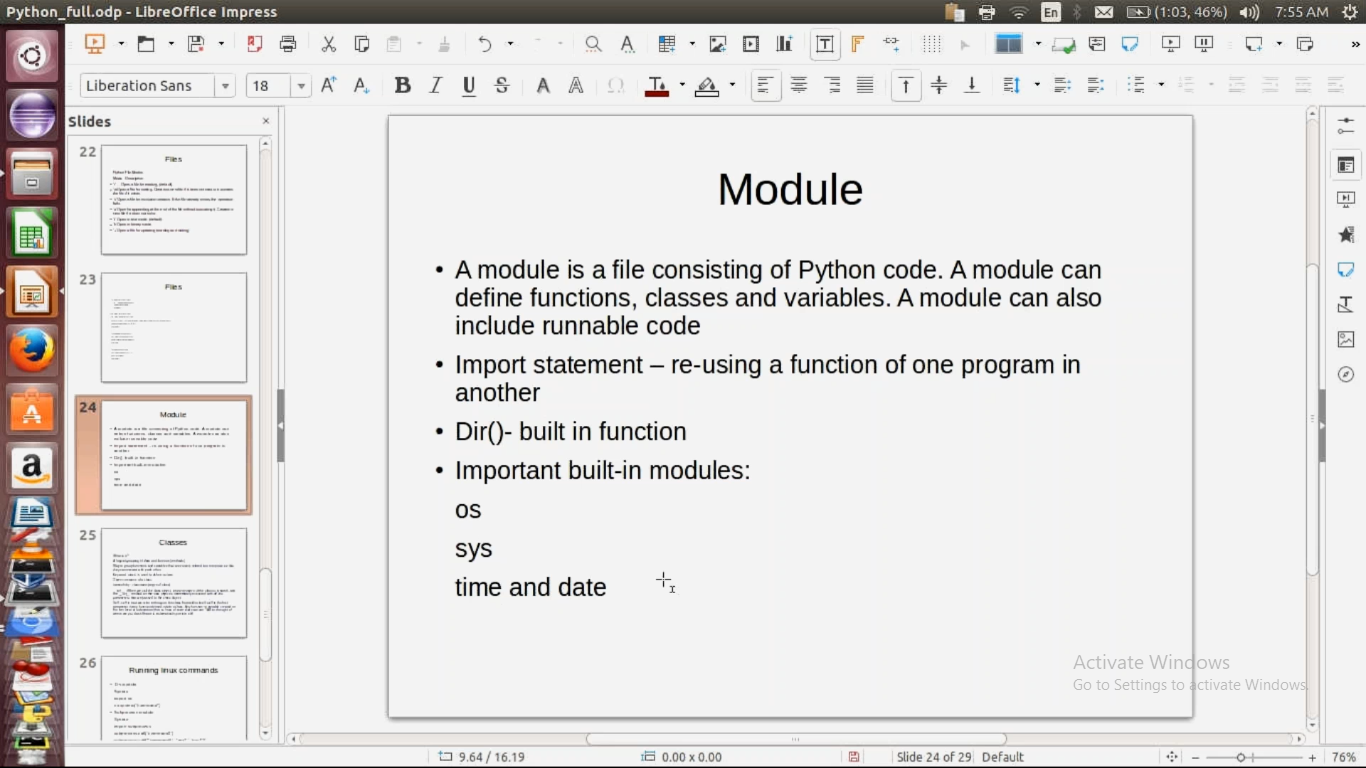 Python_full.odp - LibreOffice Impress
En
(1:03, 46%)
7:55 AM
Liberation Sans
18
Slides
22
Files
23
Files
24
Module
25
Classes
26
Running linux commands
Module
• A module is a file consisting of Python code. A module can
define functions, classes and variables. A module can also
include runnable code
• Import statement – re-using a function of one program in
another
• Dir()- built in function
• Important built-in modules:
os
sys
time and date
Activate Windows
Go to Settings to activate Windows.
9.64 / 16.19
0.00 x 0.00
Slide 24 of 29
Default
76%